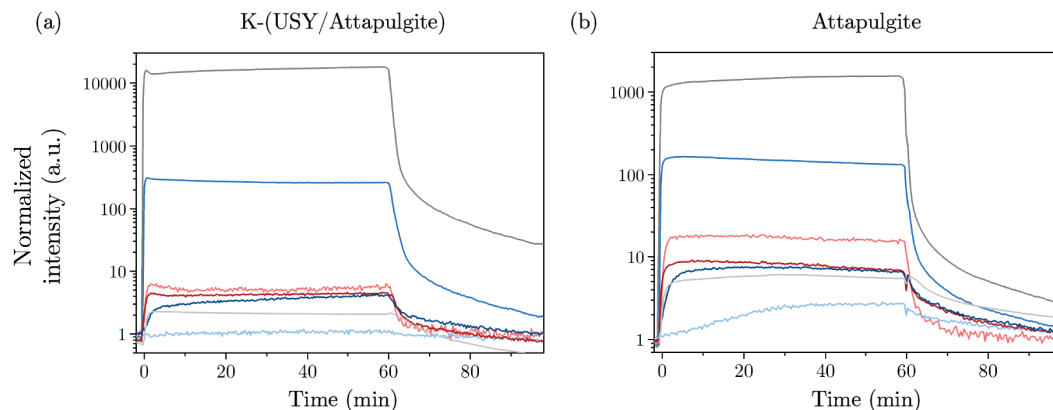 (a) K-(USY/Attapulgite)
(b) Attapulgite
Normalized
intensity (a.u.)
10000
1000
100
10
1
0 20 40 60 80
Time (min)
1000
100
10
1
0 20 40 60 80
Time (min)